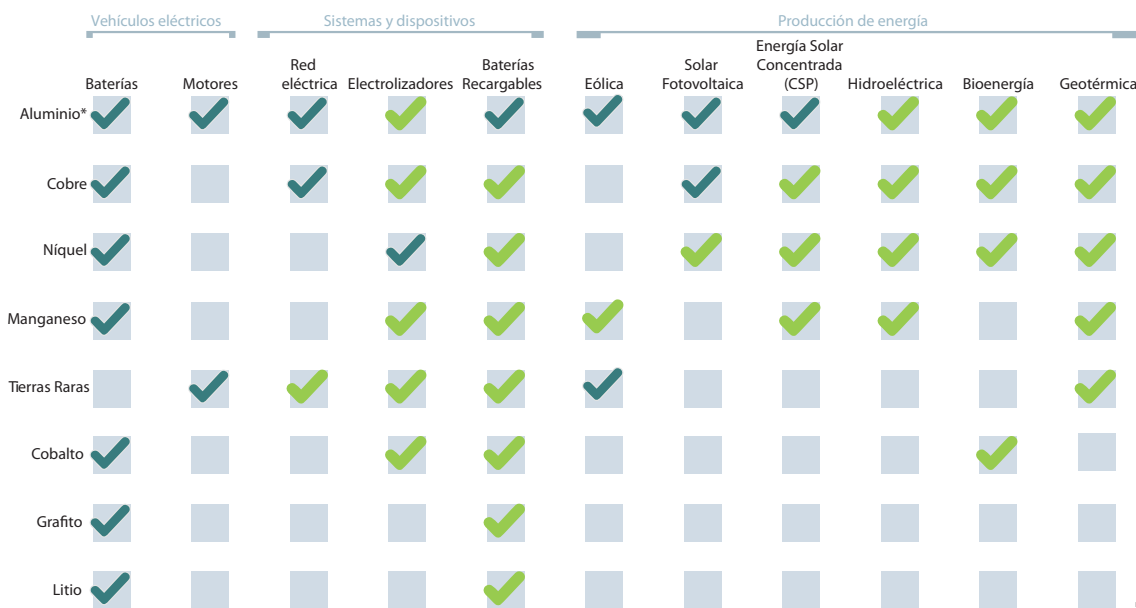 Vehículos eléctricos
Sistemas y dispositivos
Producción de energía
Baterías
Motores
Red
eléctrica
Electrolizadores
Baterías
Recargables
Eólica
Solar
Fotovoltaica
Energía Solar
Concentrada
(CSP)
Hidroeléctrica
Bioenergía
Geotérmica
Aluminio*
Cobre
Níquel
Manganeso
Tierras Raras
Cobalto
Grafito
Litio